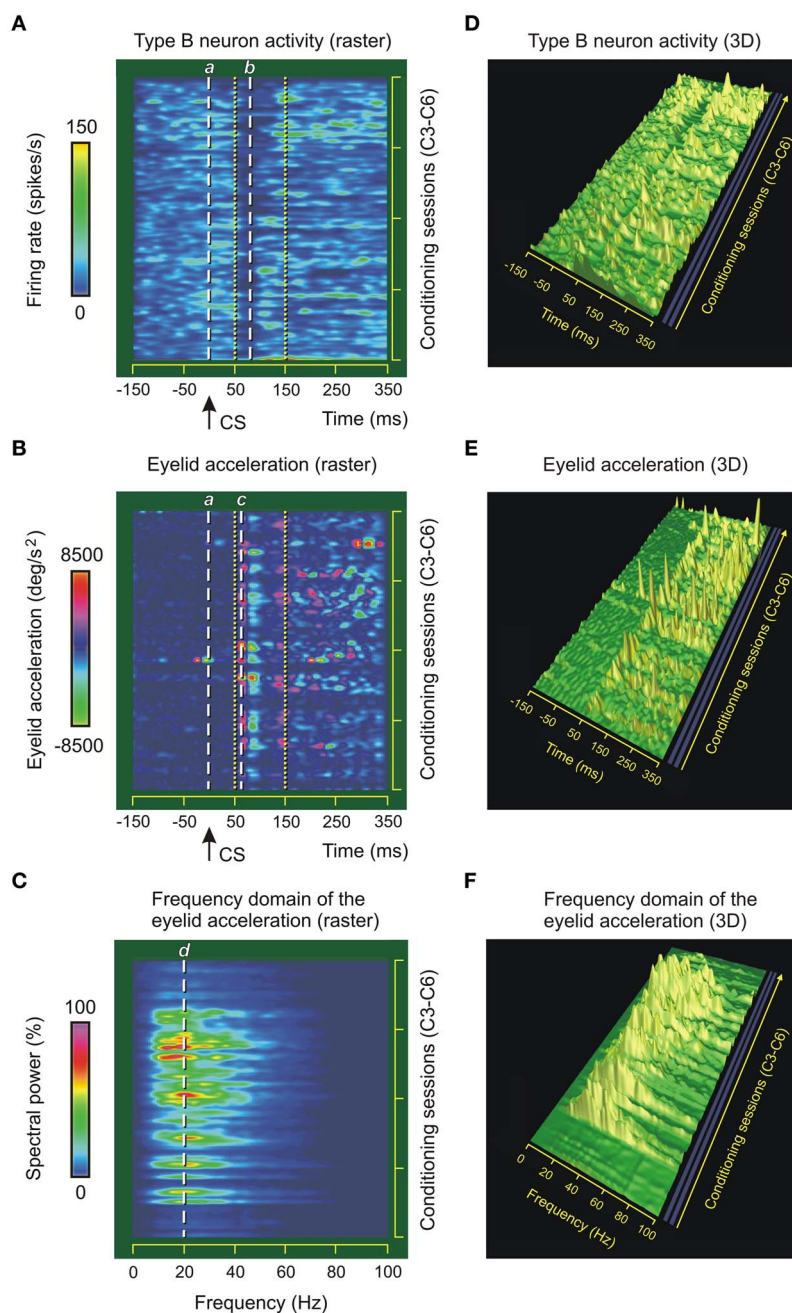 A
Type B neuron activity (raster)
a
b
Firing rate (spikes/s)
150
0
Conditioning sessions (C3-C6)
-150
-50
50
150
250
350
CS
Time (ms)
D
Type B neuron activity (3D)
-150
-50
50
150
250
350
Time (ms)
Conditioning sessions (C3-C6)
B
Eyelid acceleration (raster)
a
c
Eyelid acceleration (deg/s²)
8500
-8500
Conditioning sessions (C3-C6)
-150
-50
50
150
250
350
CS
Time (ms)
E
Eyelid acceleration (3D)
-150
-50
50
150
250
350
Time (ms)
Conditioning sessions (C3-C6)
C
Frequency domain of the
eyelid acceleration (raster)
d
Spectral power (%)
100
0
Conditioning sessions (C3-C6)
0
20
40
60
80
100
Frequency (Hz)
F
Frequency domain of the
eyelid acceleration (3D)
0
20
40
60
80
100
Frequency (Hz)
Conditioning sessions (C3-C6)